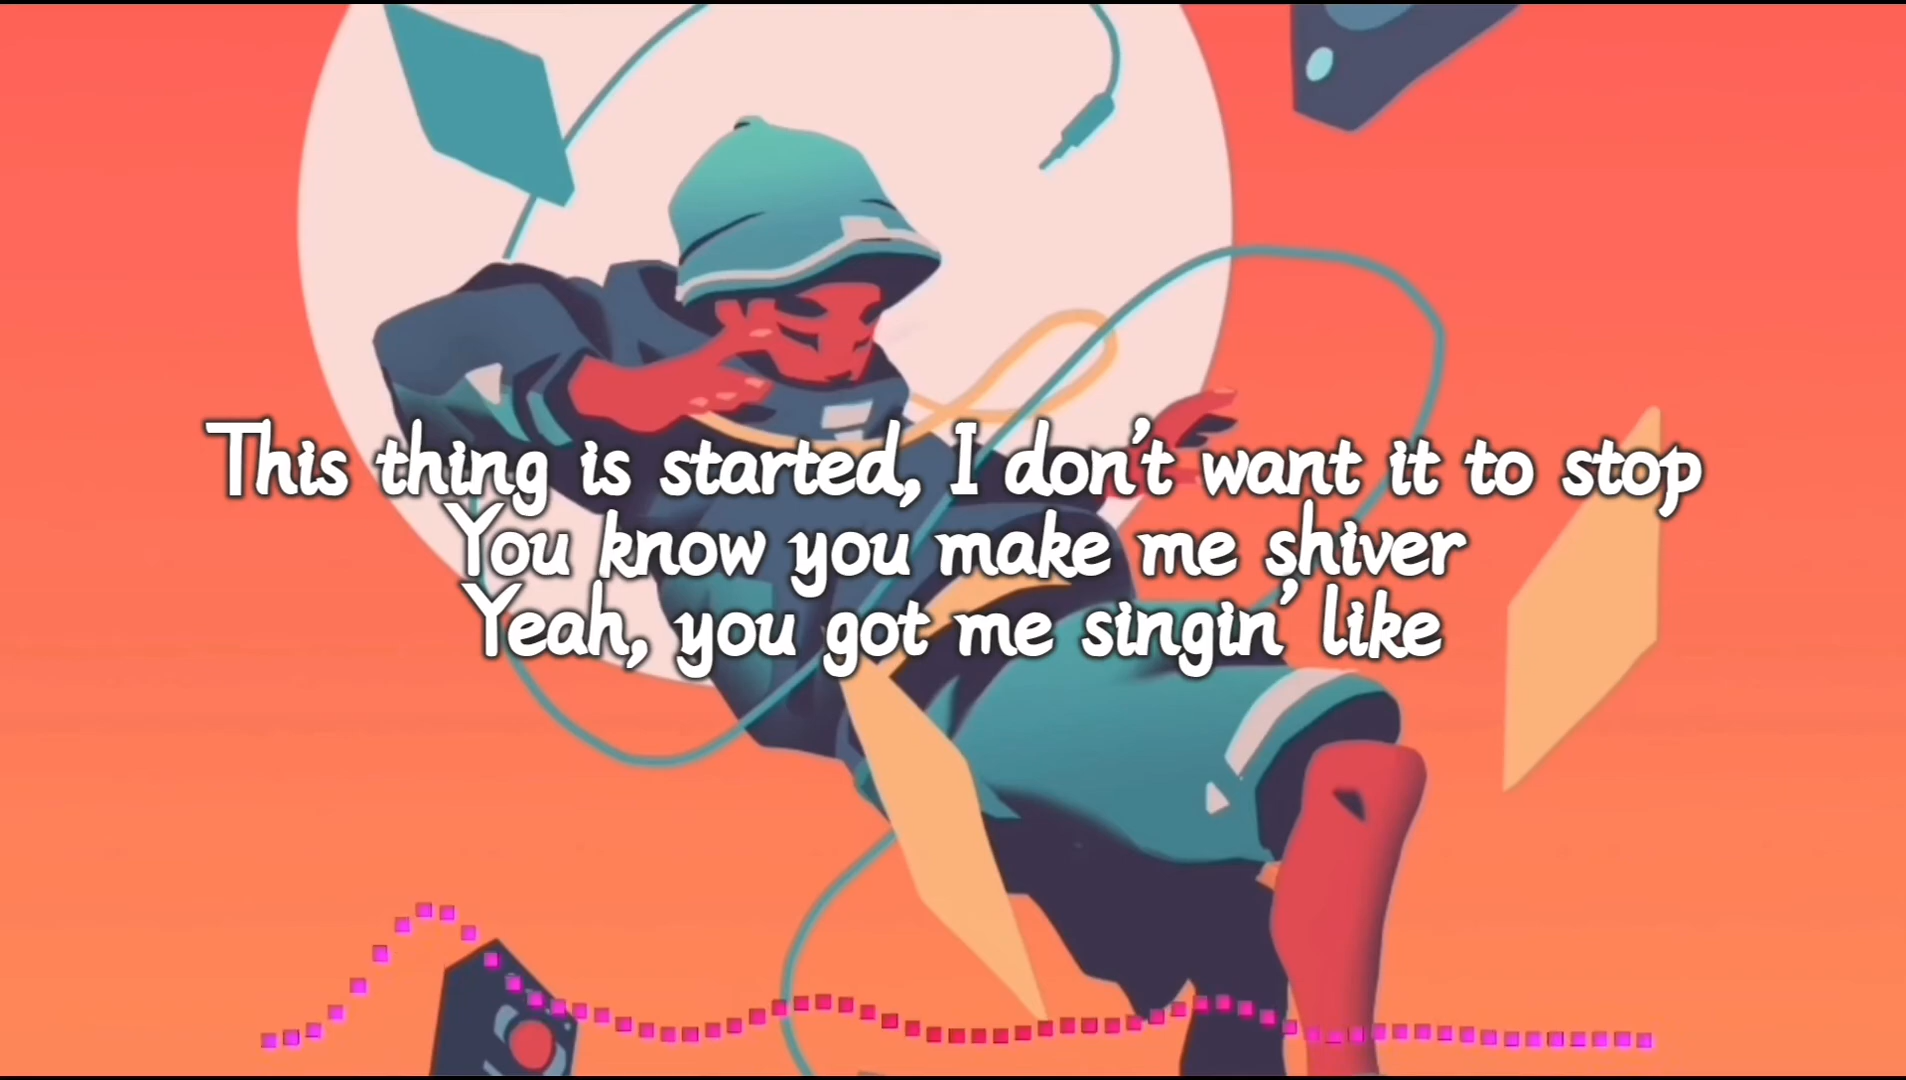 This thing is started, I don't want it to stop
You know you make me shiver
Yeah, you got me singin' like